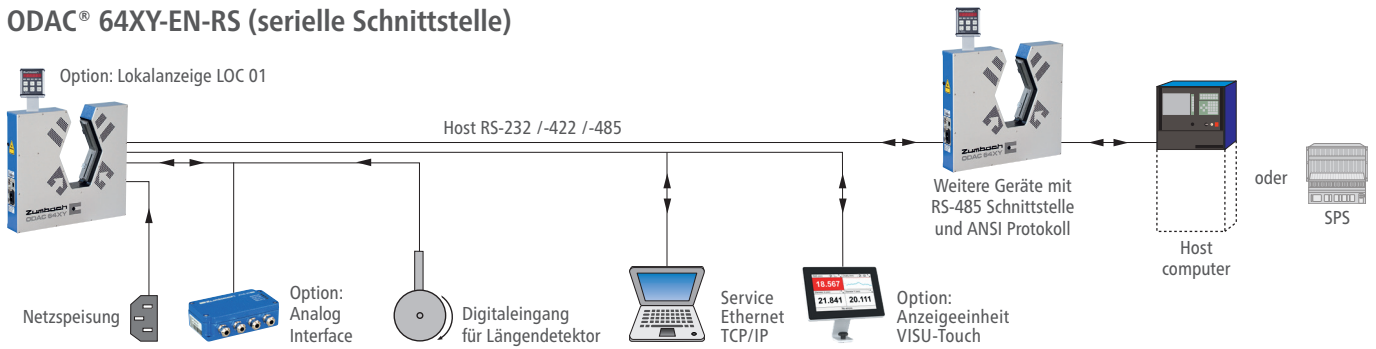 ODAC® 64XY-EN-RS (serielle Schnittstelle)
Option: Lokalanzeige LOC 01
Host RS-232 /-422 /-485
Zumbach
ODAC 64XY
Zumbach
ODAC 64XY
Weitere Geräte mit
RS-485 Schnittstelle
und ANSI Protokoll
oder
SPS
Host
computer
Netzspeisung
Option:
Analog
Interface
Digitaleingang
für Längendetektor
Service
Ethernet
TCP/IP
18.567
21.841 20.111
Option:
Anzeigeeinheit
VISU-Touch